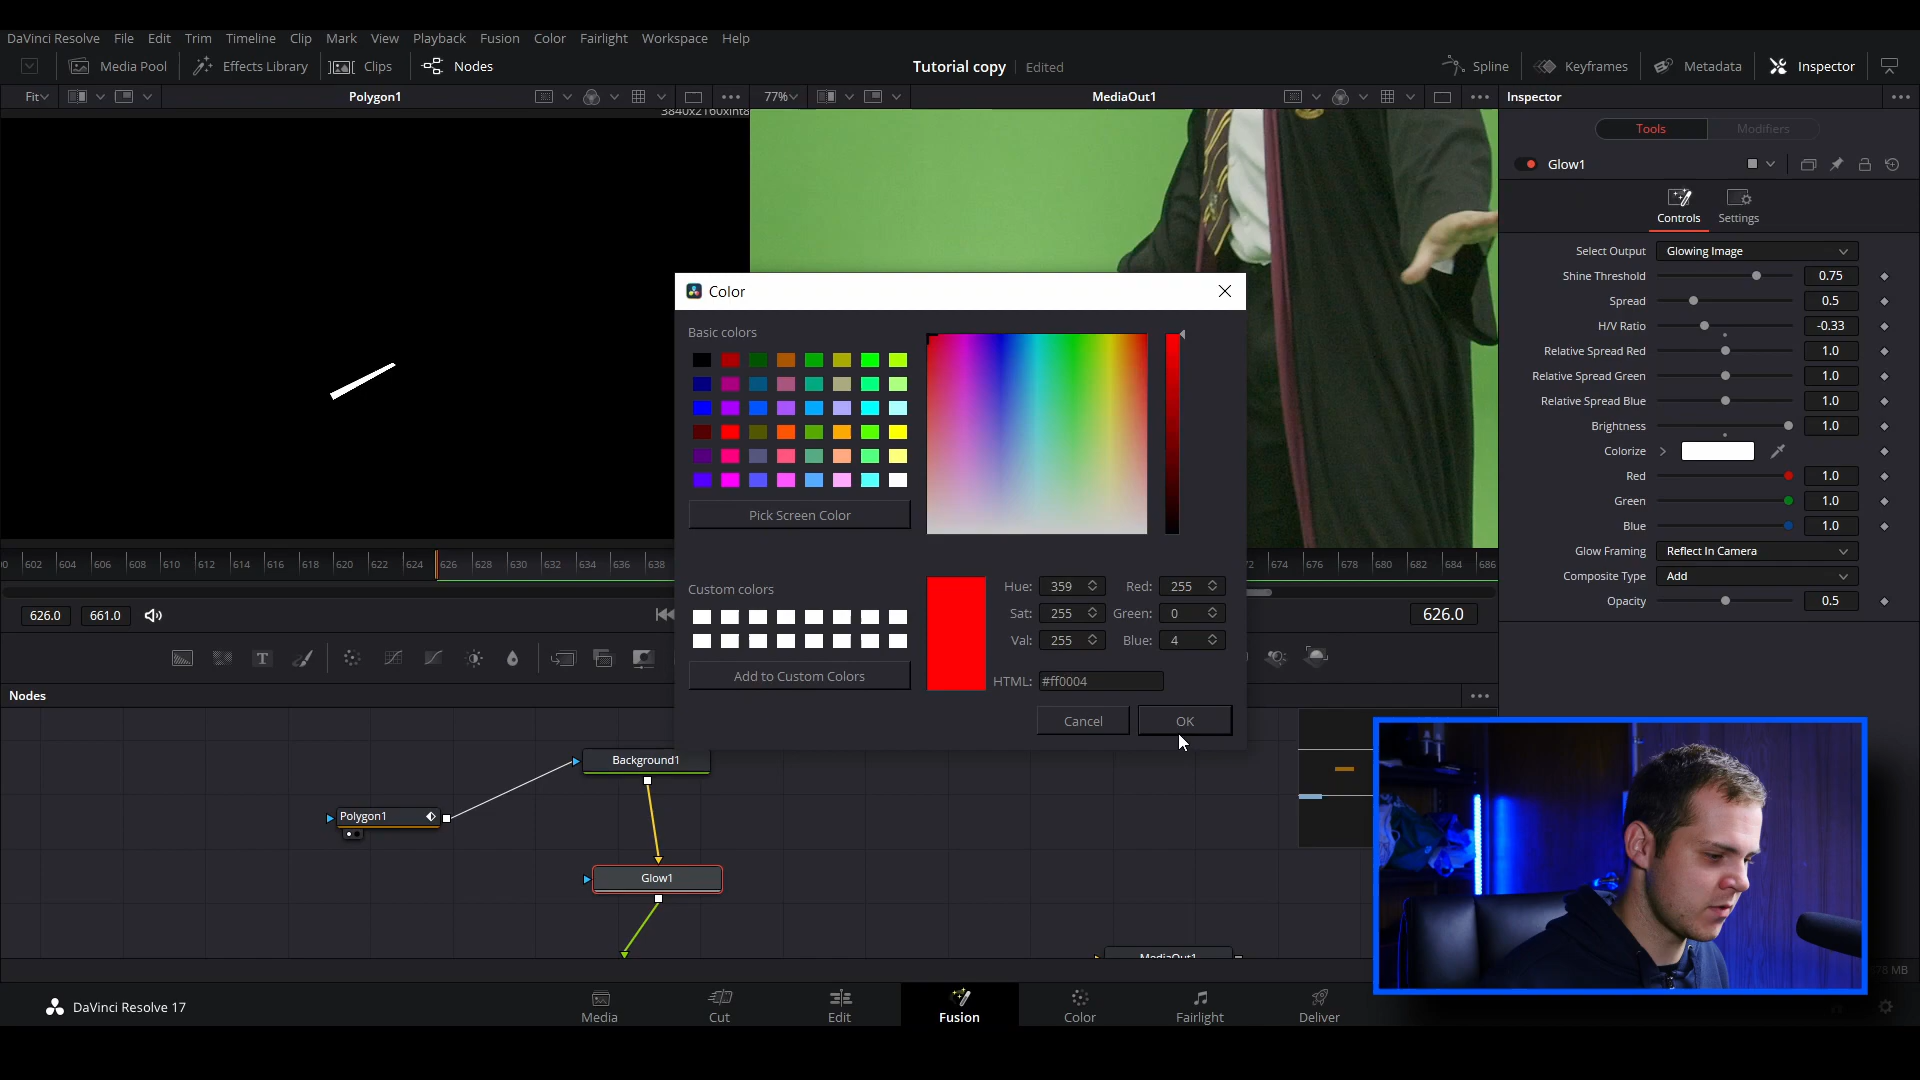 DaVinci Resolve File Edit Trim Timeline Clip Mark View Playback Fusion Color Fairlight Workspace Help
Media Pool Effects Library Clips Nodes Tutorial copy Edited Spline Keyframes Metadata Inspector
Fit Polygon1 77% MediaOut1 Inspector
3840x2160xint8
Tools Modifiers
Glow1
Controls Settings
Select Output Glowing Image
Shine Threshold 0.75
Spread 0.5
H/V Ratio -0.33
Relative Spread Red 1.0
Relative Spread Green 1.0
Relative Spread Blue 1.0
Brightness 1.0
Colorize
Red 1.0
Green 1.0
Blue 1.0
Glow Framing Reflect In Camera
Composite Type Add
Opacity 0.5
Color
Basic colors
Pick Screen Color
Custom colors
Add to Custom Colors
Hue: 359 Red: 255
Sat: 255 Green: 0
Val: 255 Blue: 4
HTML: #ff0004
Cancel OK
602 604 606 608 610 612 614 616 618 620 622 624 626 628 630 632 634 636 638 674 676 678 680 682 684 686
626.0 661.0 626.0
Nodes
Background1
Polygon1
Glow1
MediaOut1
DaVinci Resolve 17
Media Cut Edit Fusion Color Fairlight Deliver